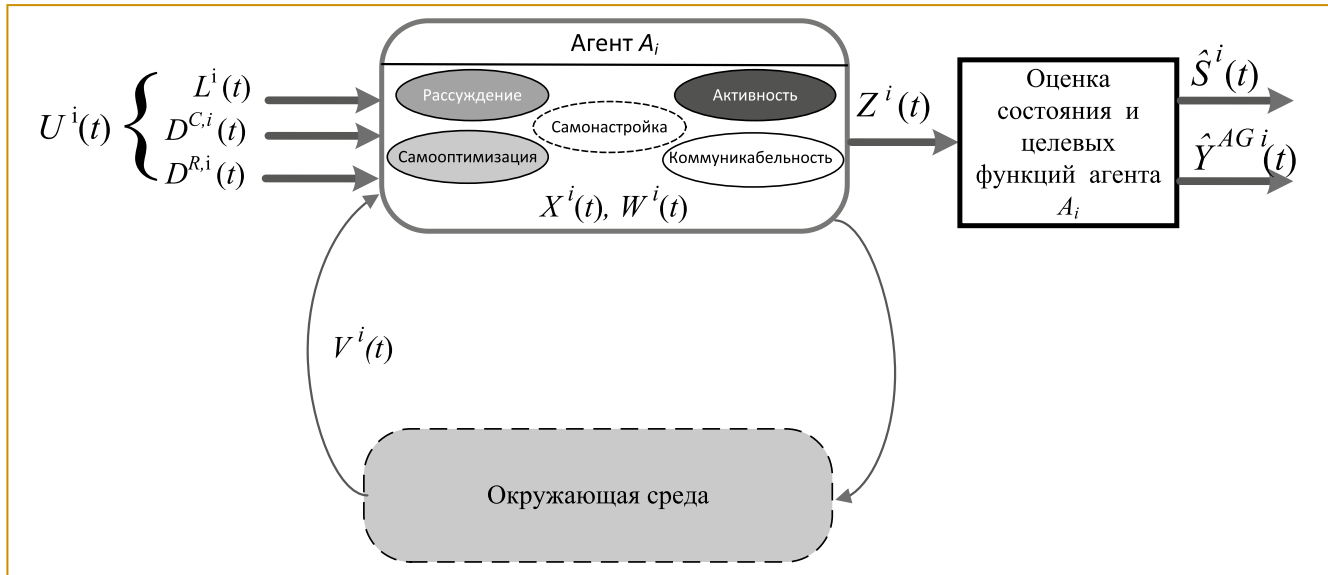 Агент A_i
L^i(t)
U^i(t) {
D^{C,i}(t)
D^{R,i}(t)
Рассуждение
Активность
Самонастройка
Самооптимизация
Коммуникабельность
X^i(t), W^i(t)
Z^i(t)
Оценка
состояния и
целевых
функций агента
A_i
Ŝ^i(t)
Ŷ^{AG i}(t)
V^i(t)
Окружающая среда